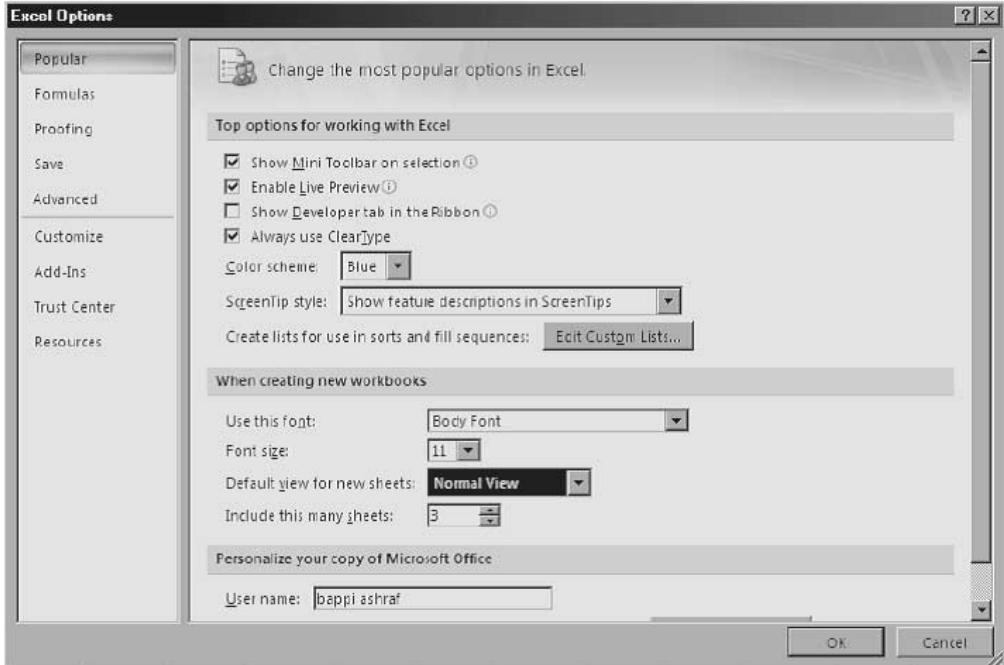 Excel Options
Popular
Formulas
Proofing
Save
Advanced
Customize
Add-Ins
Trust Center
Resources
Change the most popular options in Excel.
Top options for working with Excel
Show Mini Toolbar on selection
Enable Live Preview
Show Developer tab in the Ribbon
Always use ClearType
Color scheme: Blue
ScreenTip style: Show feature descriptions in ScreenTips
Create lists for use in sorts and fill sequences: Edit Custom Lists...
When creating new workbooks
Use this font: Body Font
Font size: 11
Default view for new sheets: Normal View
Include this many sheets: 3
Personalize your copy of Microsoft Office
User name: bappi ashraf
OK Cancel